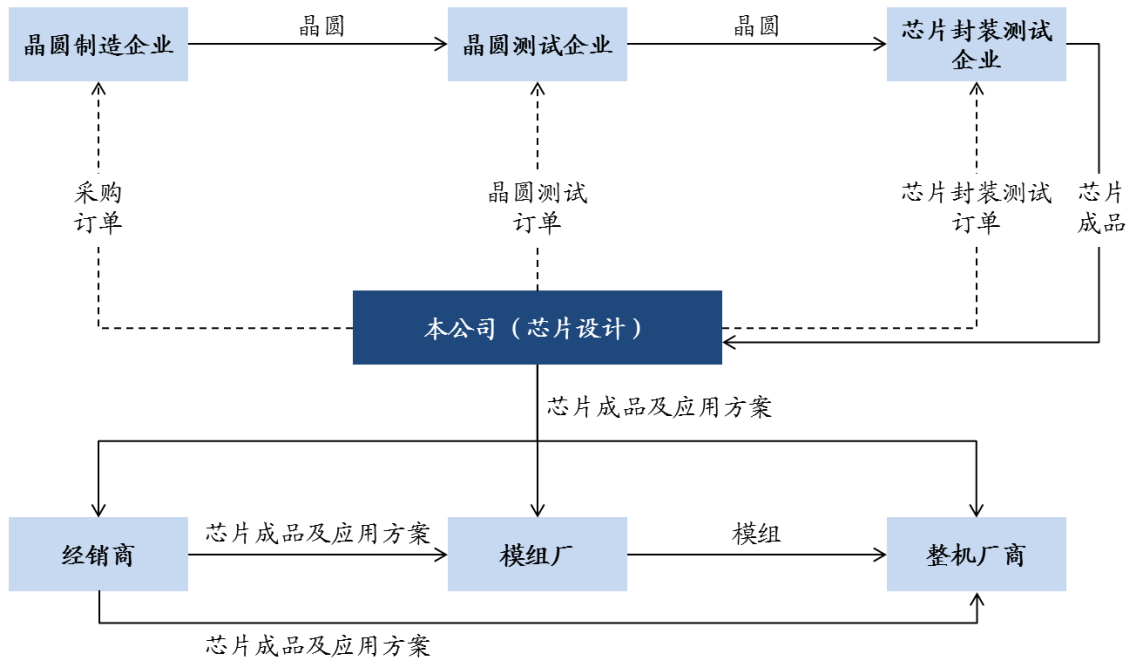 晶圆
晶圆
晶圆制造企业
晶圆测试企业
芯片封装测试
企业
采购
订单
晶圆测试
订单
芯片封装测试
订单
芯片
成品
本公司（芯片设计）
芯片成品及应用方案
经销商
芯片成品及应用方案
模组厂
模组
整机厂商
芯片成品及应用方案